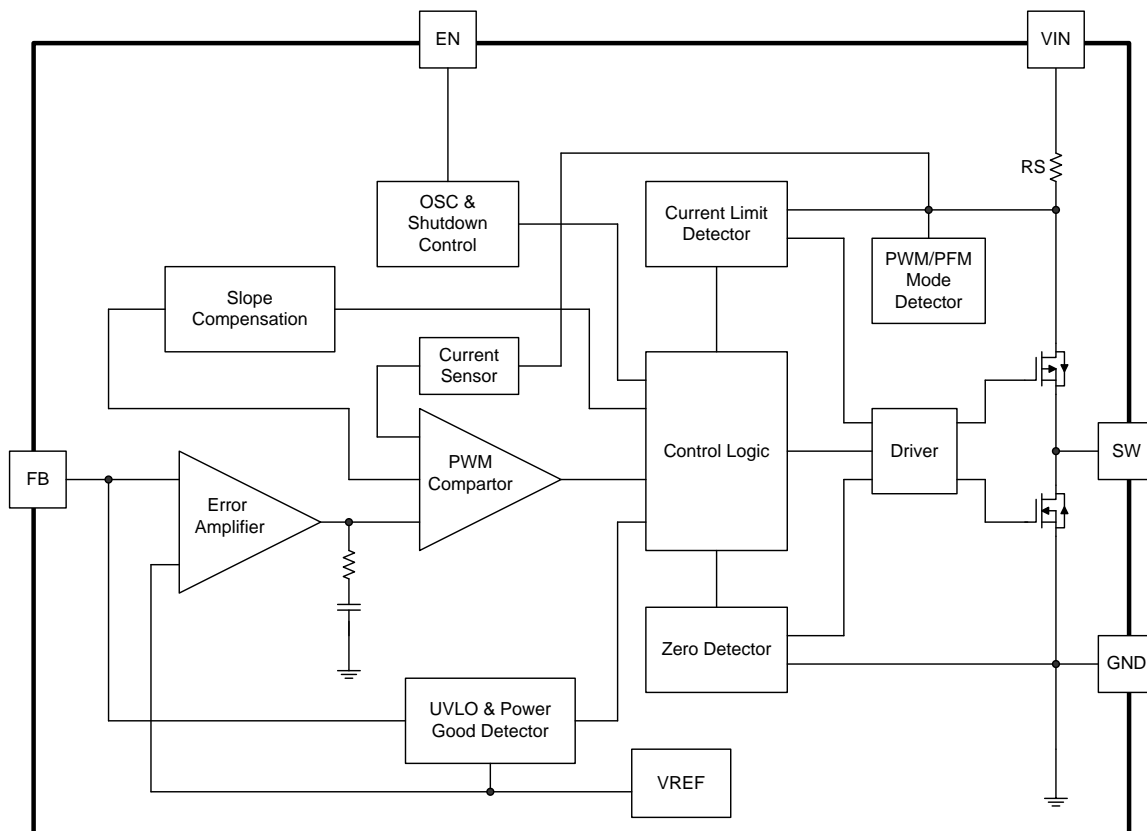 EN
VIN
RS
OSC &
Shutdown
Control
Current Limit
Detector
PWM/PFM
Mode
Detector
Slope
Compensation
Current
Sensor
FB
Error
Amplifier
PWM
Compartor
Control Logic
Driver
SW
Zero Detector
GND
UVLO & Power
Good Detector
VREF